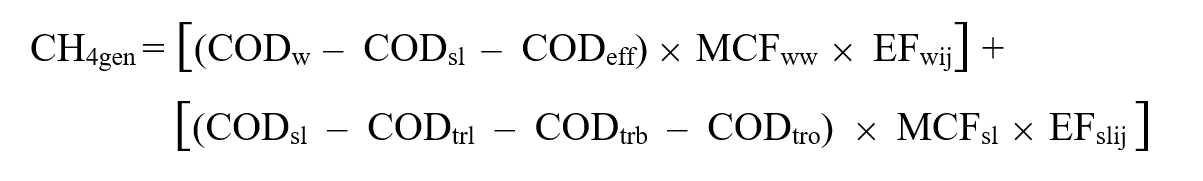 CH₄gen = [(CODw – CODsl – CODeff) × MCFww × EFwij] +
[(CODsl – CODtrl – CODtrb – CODtro) × MCFsl × EFslij]